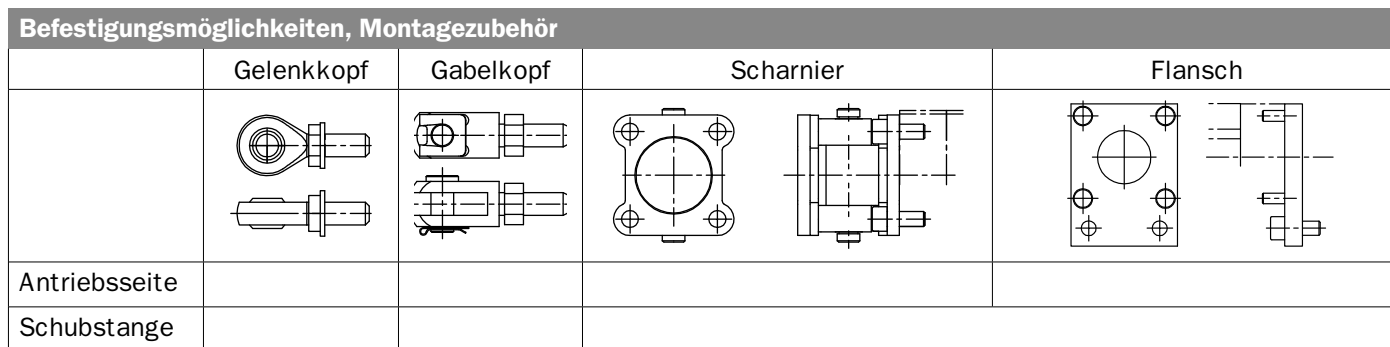 Befestigungsmöglichkeiten, Montagezubehör
Gelenkkopf Gabelkopf Scharnier Flansch
Antriebsseite
Schubstange